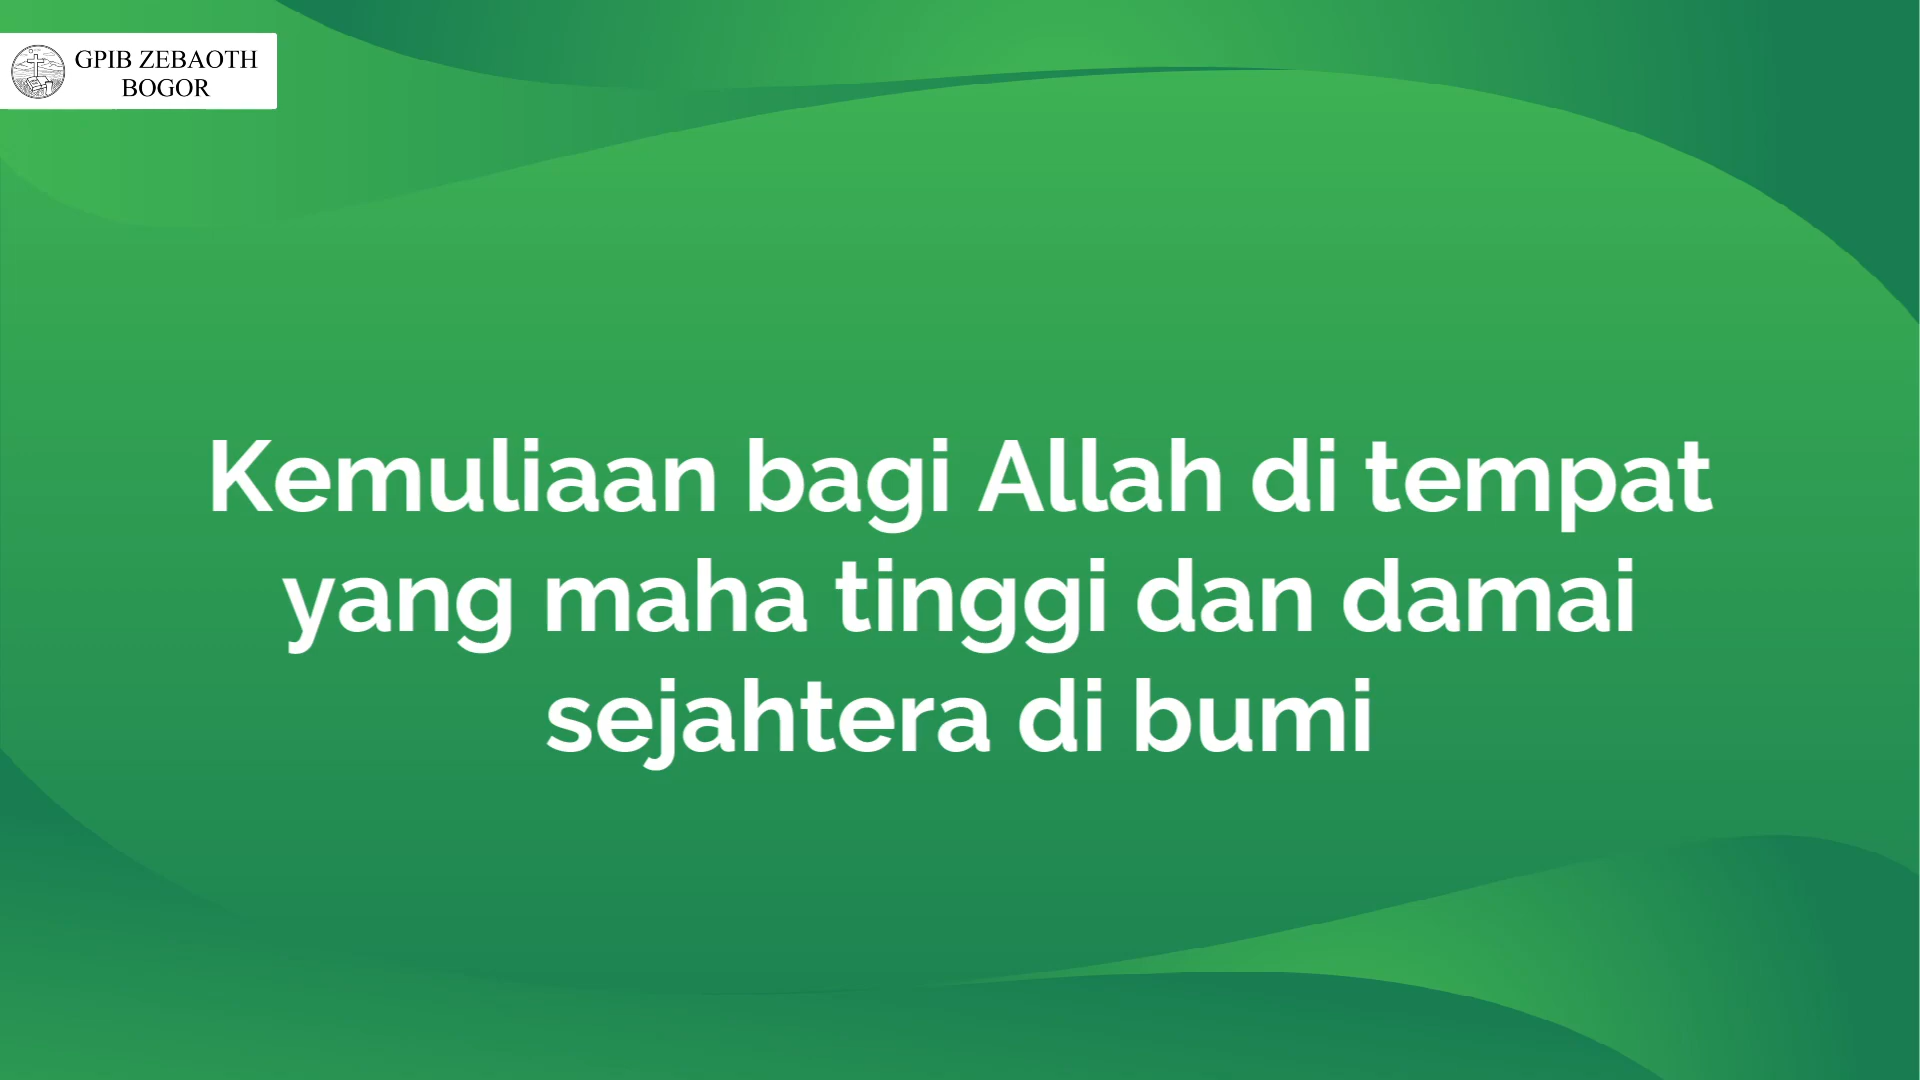 GPIB ZEBAOTH
BOGOR
Kemuliaan bagi Allah di tempat
yang maha tinggi dan damai
sejahtera di bumi